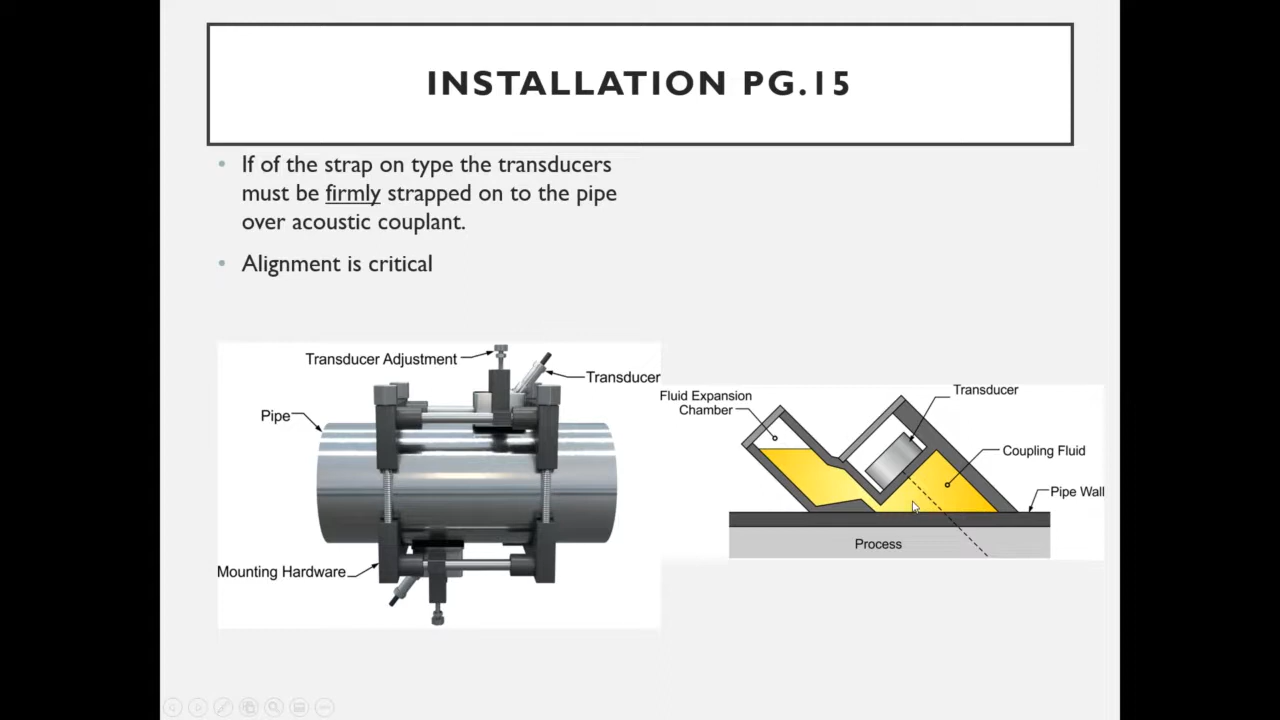 INSTALLATION PG.15
• If of the strap on type the transducers
must be firmly strapped on to the pipe
over acoustic couplant.
• Alignment is critical
Transducer Adjustment
Transducer
Pipe
Mounting Hardware
Fluid Expansion
Chamber
Transducer
Coupling Fluid
Pipe Wall
Process